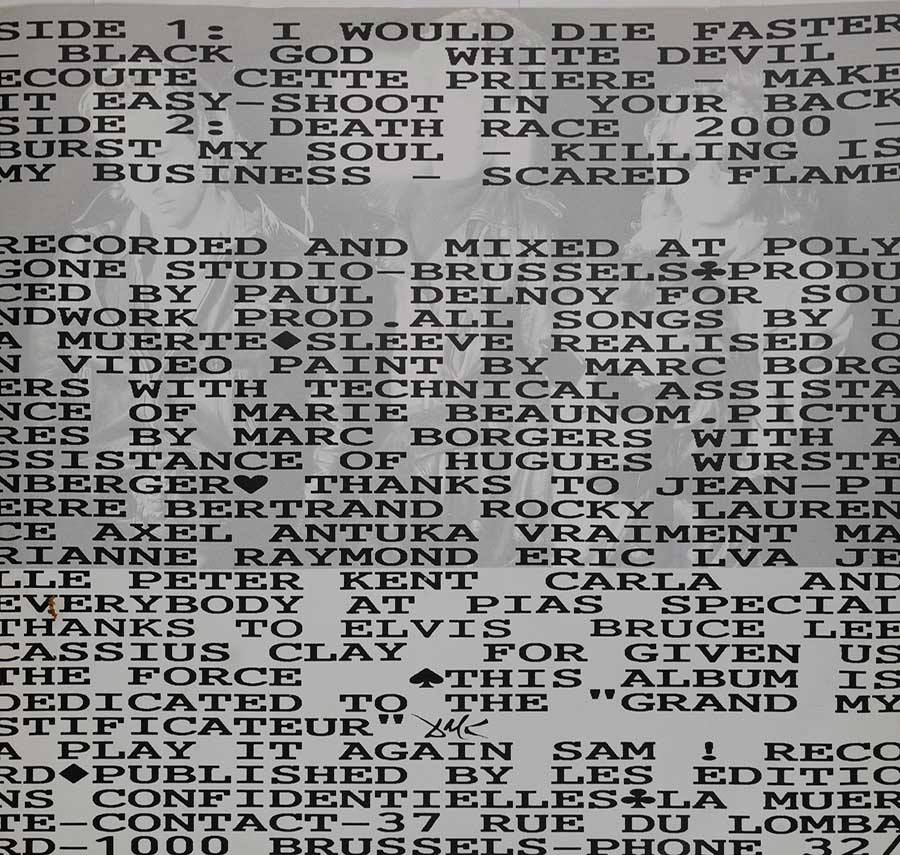 SIDE 1: I WOULD DIE FASTER
- BLACK GOD WHITE DEVIL -
ECOUTE CETTE PRIERE - MAKE
IT EASY-SHOOT IN YOUR BACK
SIDE 2: DEATH RACE 2000 -
BURST MY SOUL - KILLING IS
MY BUSINESS - SCARED FLAME
RECORDED AND MIXED AT POLY
GONE STUDIO-BRUSSELS♣PRODU
CED BY PAUL DELNOY FOR SOU
NDWORK PROD.ALL SONGS BY L
A MUERTE♦SLEEVE REALISED O
N VIDEO PAINT BY MARC BORG
ERS WITH TECHNICAL ASSISTA
NCE OF MARIE BEAUNOM.PICTU
RES BY MARC BORGERS WITH A
SSISTANCE OF HUGUES WURSTE
NBERGER♥ THANKS TO JEAN-PI
ERRE BERTRAND ROCKY LAUREN
CE AXEL ANTUKA VRAIMENT MA
RIANNE RAYMOND ERIC LVA JE
LLE PETER KENT CARLA AND
EVERYBODY AT PIAS SPECIAL
THANKS TO ELVIS BRUCE LEE
CASSIUS CLAY FOR GIVEN US
THE FORCE ♠THIS ALBUM IS
DEDICATED TO THE "GRAND MY
STIFICATEUR"
A PLAY IT AGAIN SAM ! RECO
RD♦PUBLISHED BY LES EDITIO
NS CONFIDENTIELLES♣LA MUER
TE-CONTACT-37 RUE DU LOMBA
RD-1000 BRUSSELS-PHONE 32/